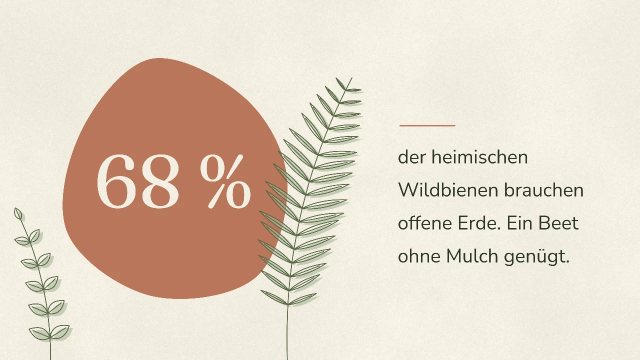 68 %
der heimischen
Wildbienen brauchen
offene Erde. Ein Beet
ohne Mulch genügt.